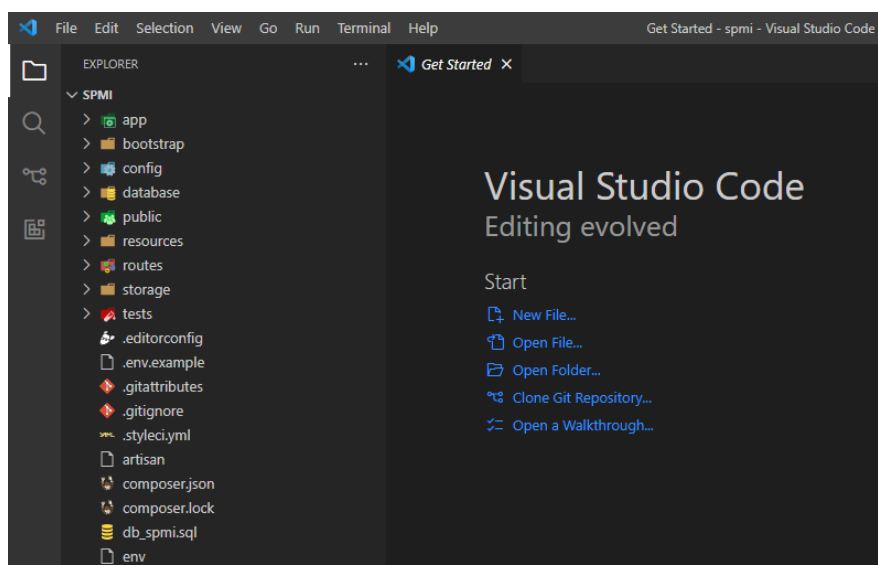 File Edit Selection View Go Run Terminal Help Get Started - spmi - Visual Studio Code
EXPLORER ...
Get Started
SPMI
app
bootstrap
config
database
public
resources
routes
storage
tests
.editorconfig
.env.example
.gitattributes
.gitignore
.styleci.yml
artisan
composer.json
composer.lock
db_spmi.sql
env
Visual Studio Code
Editing evolved
Start
New File...
Open File...
Open Folder...
Clone Git Repository...
Open a Walkthrough...